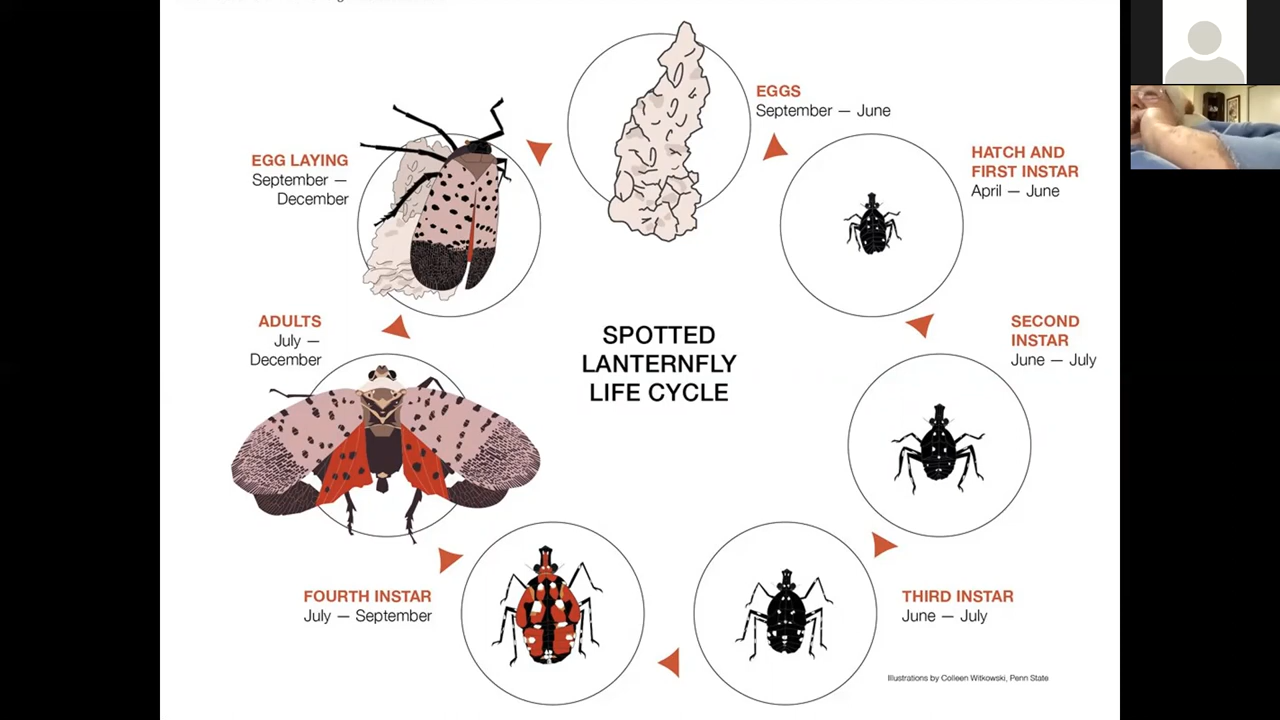 EGGS
September — June
HATCH AND
FIRST INSTAR
April — June
SECOND
INSTAR
June — July
THIRD INSTAR
June — July
FOURTH INSTAR
July — September
ADULTS
July —
December
EGG LAYING
September —
December
SPOTTED
LANTERNFLY
LIFE CYCLE
Illustrations by Colleen Witkowski, Penn State